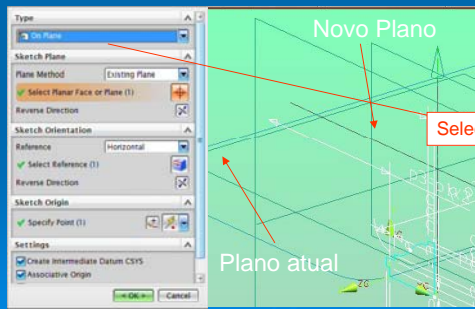 Type
On Plane
Sketch Plane
Plane Method Existing Plane
Select Planar Face or Plane (1)
Reverse Direction
Sketch Orientation
Reference Horizontal
Select Reference (1)
Reverse Direction
Sketch Origin
Specify Point (1)
Settings
Create Intermediate Datum CSYS
Associative Origin
OK Cancel
Novo Plano
Selec
Plano atual